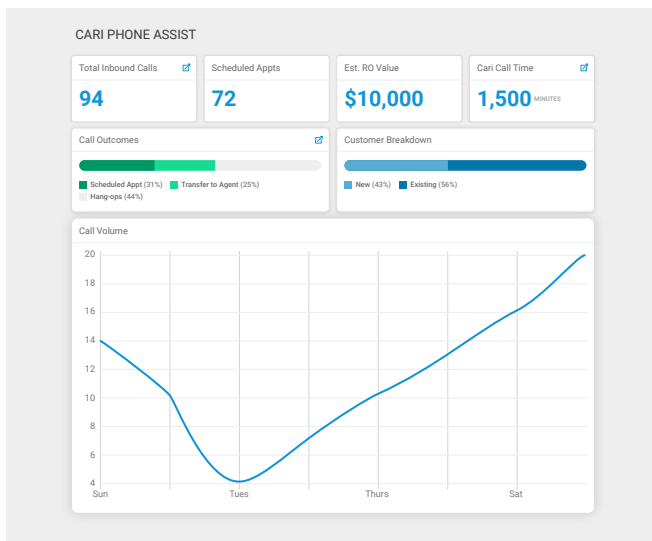 CARI PHONE ASSIST
Total Inbound Calls
94
Scheduled Appts
72
Est. RO Value
$10,000
Cari Call Time
1,500 MINUTES
Call Outcomes
Scheduled Appt (31%) Transfer to Agent (25%)
Hang-ops (44%)
Customer Breakdown
New (43%) Existing (56%)
Call Volume
20
18
16
14
12
10
8
6
4
Sun Tues Thurs Sat